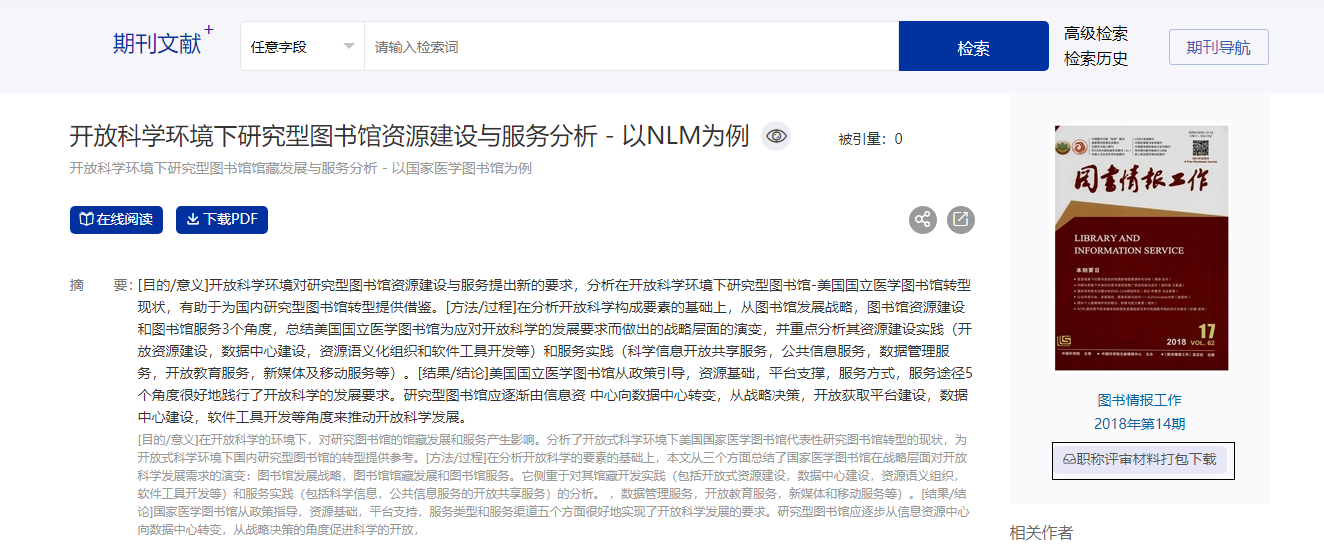 期刊文献+
任意字段
请输入检索词
检索
高级检索
检索历史
期刊导航
开放科学环境下研究型图书馆资源建设与服务分析－以NLM为例
被引量：0
开放科学环境下研究型图书馆馆藏发展与服务分析－以国家医学图书馆为例
在线阅读
下载PDF
摘 要：[目的/意义]开放科学环境对研究型图书馆资源建设与服务提出新的要求，分析在开放科学环境下研究型图书馆-美国国立医学图书馆转型
现状，有助于为国内研究型图书馆转型提供借鉴。[方法/过程]在分析开放科学构成要素的基础上，从图书馆发展战略，图书馆资源建设
和图书馆服务3个角度，总结美国国立医学图书馆为应对开放科学的发展要求而做出的战略层面的演变，并重点分析其资源建设实践（开
放资源建设，数据中心建设，资源语义化组织和软件工具开发等）和服务实践（科学信息开放共享服务，公共信息服务，数据管理服
务，开放教育服务，新媒体及移动服务等）。[结果/结论]美国国立医学图书馆从政策引导，资源基础，平台支撑，服务方式，服务途径5
个角度很好地践行了开放科学的发展要求。研究型图书馆应逐渐由信息资 中心向数据中心转变，从战略决策，开放获取平台建设，数据
中心建设，软件工具开发等角度来推动开放科学发展。
[目的/意义]在开放科学的环境下，对研究图书馆的馆藏发展和服务产生影响。分析了开放式科学环境下美国国家医学图书馆代表性研究图书馆转型的现状，为
开放式科学环境下国内研究型图书馆的转型提供参考。[方法/过程]在分析开放科学的要素的基础上，本文从三个方面总结了国家医学图书馆在战略层面对开放
科学发展需求的演变：图书馆发展战略，图书馆馆藏发展和图书馆服务。它侧重于对其馆藏开发实践（包括开放式资源建设，数据中心建设，资源语义组织，
软件工具开发等）和服务实践（包括科学信息，公共信息服务的开放共享服务）的分析。 ，数据管理服务，开放教育服务，新媒体和移动服务等）。[结果/结
论]国家医学图书馆从政策指导，资源基础，平台支持，服务类型和服务渠道五个方面很好地实现了开放科学发展的要求。研究型图书馆应逐步从信息资源中心
向数据中心转变，从战略决策的角度促进科学的开放，
图书情报工作
LIBRARY AND
INFORMATION SERVICE
本期要目
17
2018 VOL. 62
图书情报工作
2018年第14期
职称评审材料打包下载
相关作者